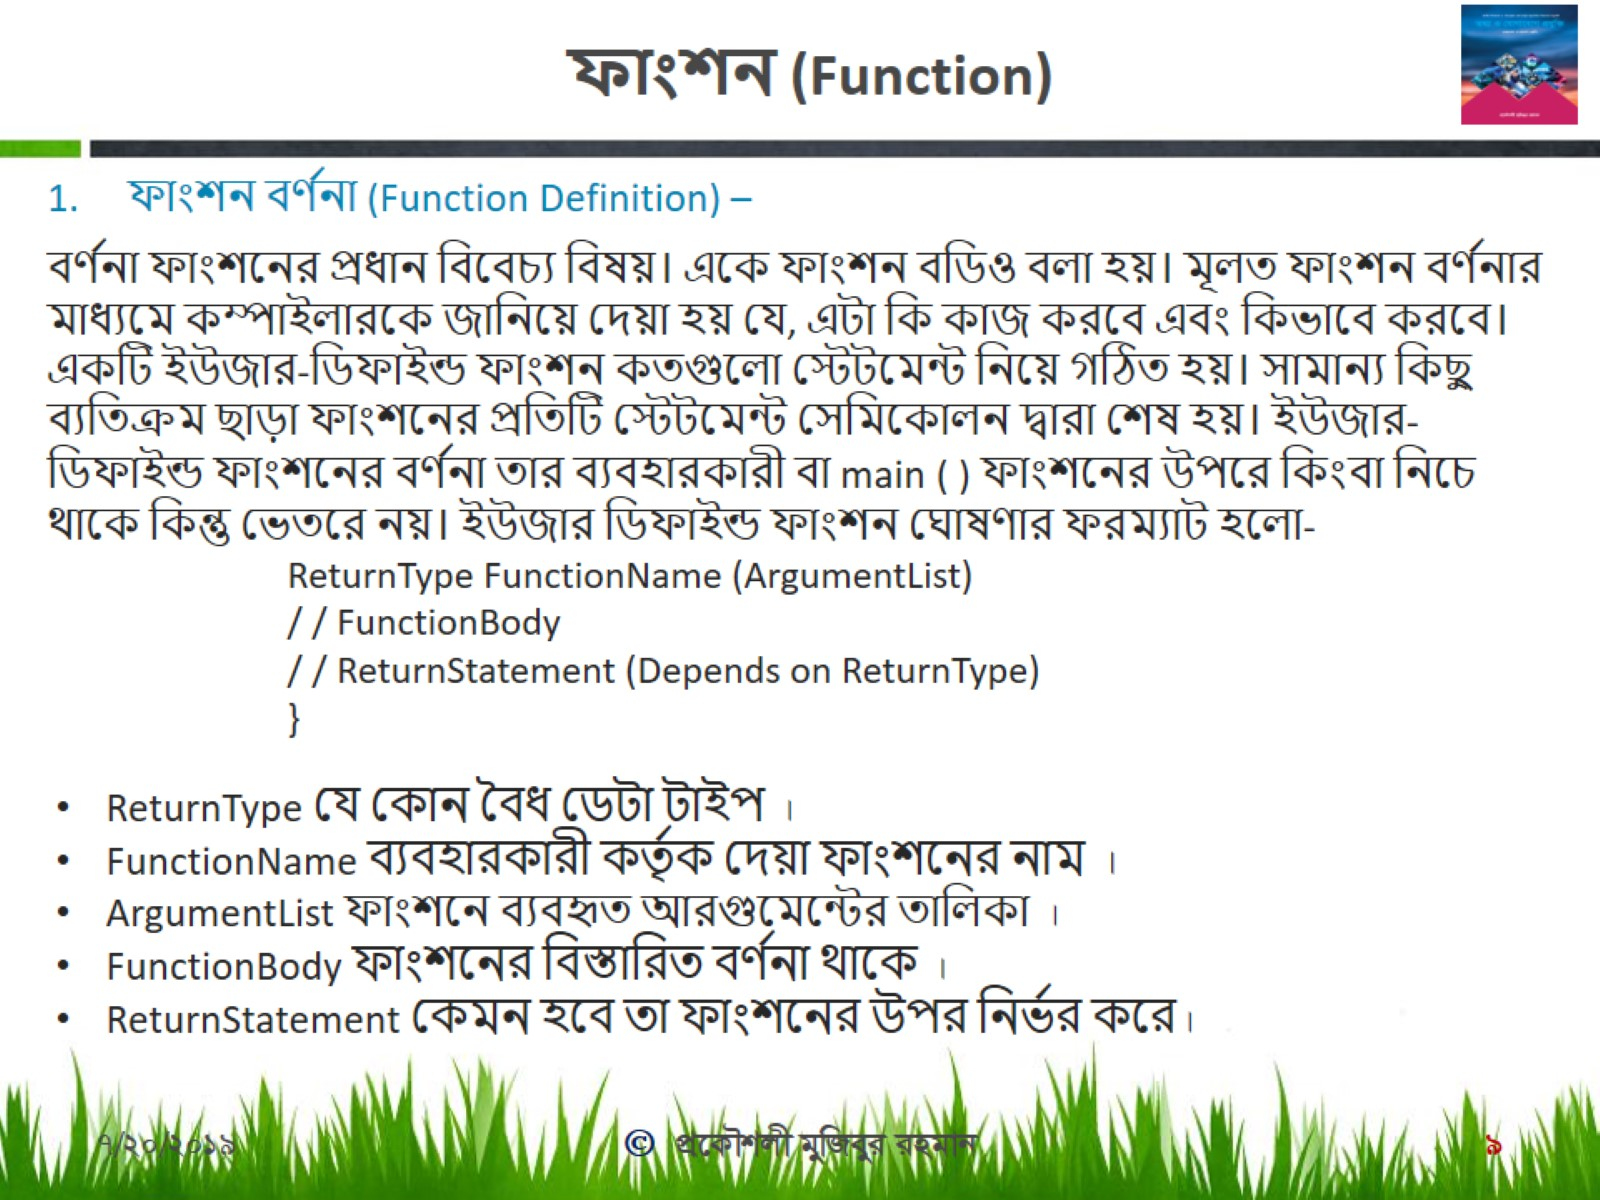 ফাংশন (Function)
1. ফাংশন বর্ণনা (Function Definition) –
বর্ণনা ফাংশনের প্রধান বিবেচ্য বিষয়। একে ফাংশন বডিও বলা হয়। মূলত ফাংশন বর্ণনার
মাধ্যমে কম্পাইলারকে জানিয়ে দেয়া হয় যে, এটা কি কাজ করবে এবং কিভাবে করবে।
একটি ইউজার-ডিফাইন্ড ফাংশন কতগুলো স্টেটমেন্ট নিয়ে গঠিত হয়। সামান্য কিছু
ব্যতিক্রম ছাড়া ফাংশনের প্রতিটি স্টেটমেন্ট সেমিকোলন দ্বারা শেষ হয়। ইউজার-
ডিফাইন্ড ফাংশনের বর্ণনা তার ব্যবহারকারী বা main ( ) ফাংশনের উপরে কিংবা নিচে
থাকে কিন্তু ভেতরে নয়। ইউজার ডিফাইন্ড ফাংশন ঘোষণার ফরম্যাট হলো-
ReturnType FunctionName (ArgumentList)
/ / FunctionBody
/ / ReturnStatement (Depends on ReturnType)
}
• ReturnType যে কোন বৈধ ডেটা টাইপ ।
• FunctionName ব্যবহারকারী কর্তৃক দেয়া ফাংশনের নাম ।
• ArgumentList ফাংশনে ব্যবহৃত আরগুমেন্টের তালিকা ।
• FunctionBody ফাংশনের বিস্তারিত বর্ণনা থাকে ।
• ReturnStatement কেমন হবে তা ফাংশনের উপর নির্ভর করে।
৭/২০/২০১৯
© প্রকৌশলী মুজিবুর রহমান
৯